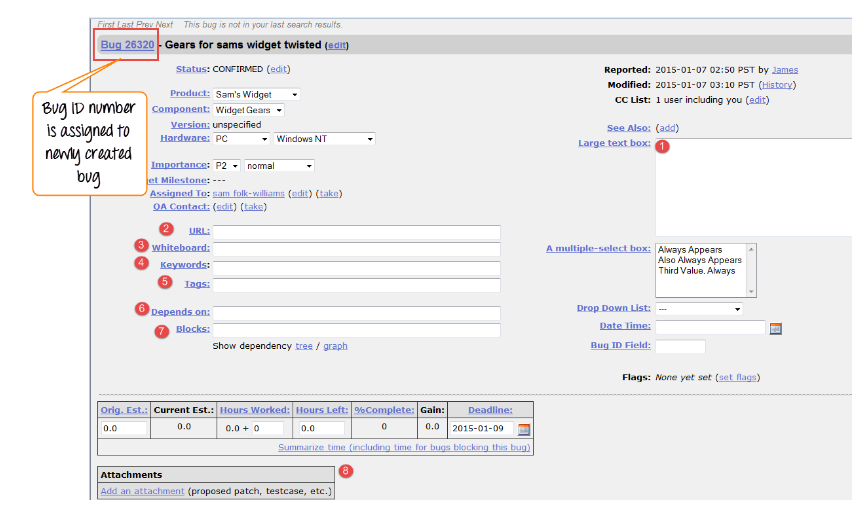 First Last Prev Next This bug is not in your last search results.
Bug 26320 - Gears for sams widget twisted (edit)
Bug ID number
is assigned to
newly created
bug
Status: CONFIRMED (edit)
Product: Sam's Widget
Component: Widget Gears
Version: unspecified
Hardware: PC Windows NT
Importance: P2 normal
et Milestone: ---
Assigned To: sam folk-williams (edit) (take)
QA Contact: (edit) (take)
2 URL:
3 Whiteboard:
4 Keywords:
5 Tags:
6 Depends on:
7 Blocks:
Show dependency tree / graph
Reported: 2015-01-07 02:50 PST by James
Modified: 2015-01-07 03:10 PST (History)
CC List: 1 user including you (edit)
See Also: (add)
Large text box: 1
A multiple-select box: Always Appears
Also Always Appears
Third Value. Always
Drop Down List: ---
Date Time:
Bug ID Field:
Flags: None yet set (set flags)
Orig. Est.: Current Est.: Hours Worked: Hours Left: %Complete: Gain: Deadline:
0.0 0.0 0.0 + 0 0.0 0 0.0 2015-01-09
Summarize time (including time for bugs blocking this bug)
Attachments 8
Add an attachment (proposed patch, testcase, etc.)